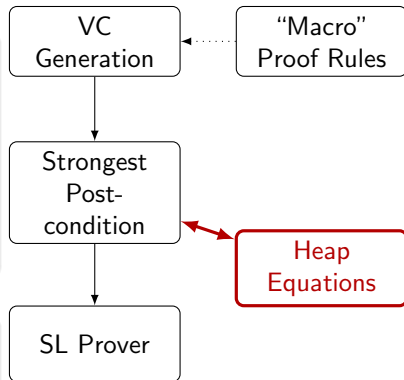 VC
Generation
“Macro”
Proof Rules
Strongest
Post-
condition
Heap
Equations
SL Prover